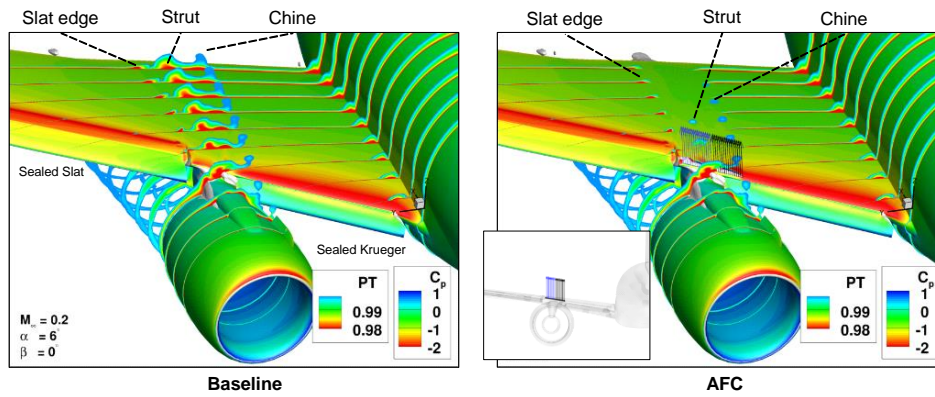 Slat edge Strut Chine
Sealed Slat
Sealed Krueger
M∞ = 0.2
α = 6°
β = 0°
PT
0.99
0.98
Cp
1
0
-1
-2
Baseline
Slat edge Strut Chine
PT
0.99
0.98
Cp
1
0
-1
-2
AFC